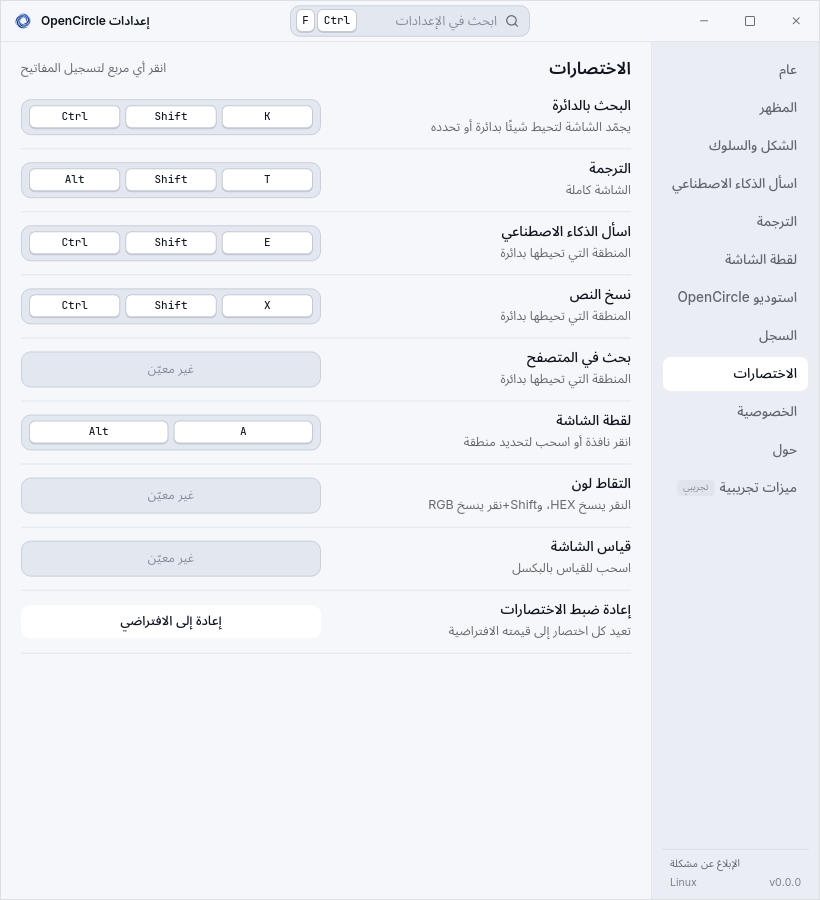 إعدادات OpenCircle
ابحث في الإعدادات
Ctrl F
عام
المظهر
الشكل والسلوك
اسأل الذكاء الاصطناعي
الترجمة
لقطة الشاشة
استوديو OpenCircle
السجل
الاختصارات
الخصوصية
حول
ميزات تجريبية تجريبي
الإبلاغ عن مشكلة
Linux v0.0.0
الاختصارات
انقر أي مربع لتسجيل المفاتيح
البحث بالدائرة
يجمّد الشاشة لتحيط شيئًا بدائرة أو تحدده
Ctrl Shift K
الترجمة
الشاشة كاملة
Alt Shift T
اسأل الذكاء الاصطناعي
المنطقة التي تحيطها بدائرة
Ctrl Shift E
نسخ النص
المنطقة التي تحيطها بدائرة
Ctrl Shift X
بحث في المتصفح
المنطقة التي تحيطها بدائرة
غير معيّن
لقطة الشاشة
انقر نافذة أو اسحب لتحديد منطقة
Alt A
التقاط لون
النقر ينسخ HEX، وShift+نقر ينسخ RGB
غير معيّن
قياس الشاشة
اسحب للقياس بالبكسل
غير معيّن
إعادة ضبط الاختصارات
تعيد كل اختصار إلى قيمته الافتراضية
إعادة إلى الافتراضي